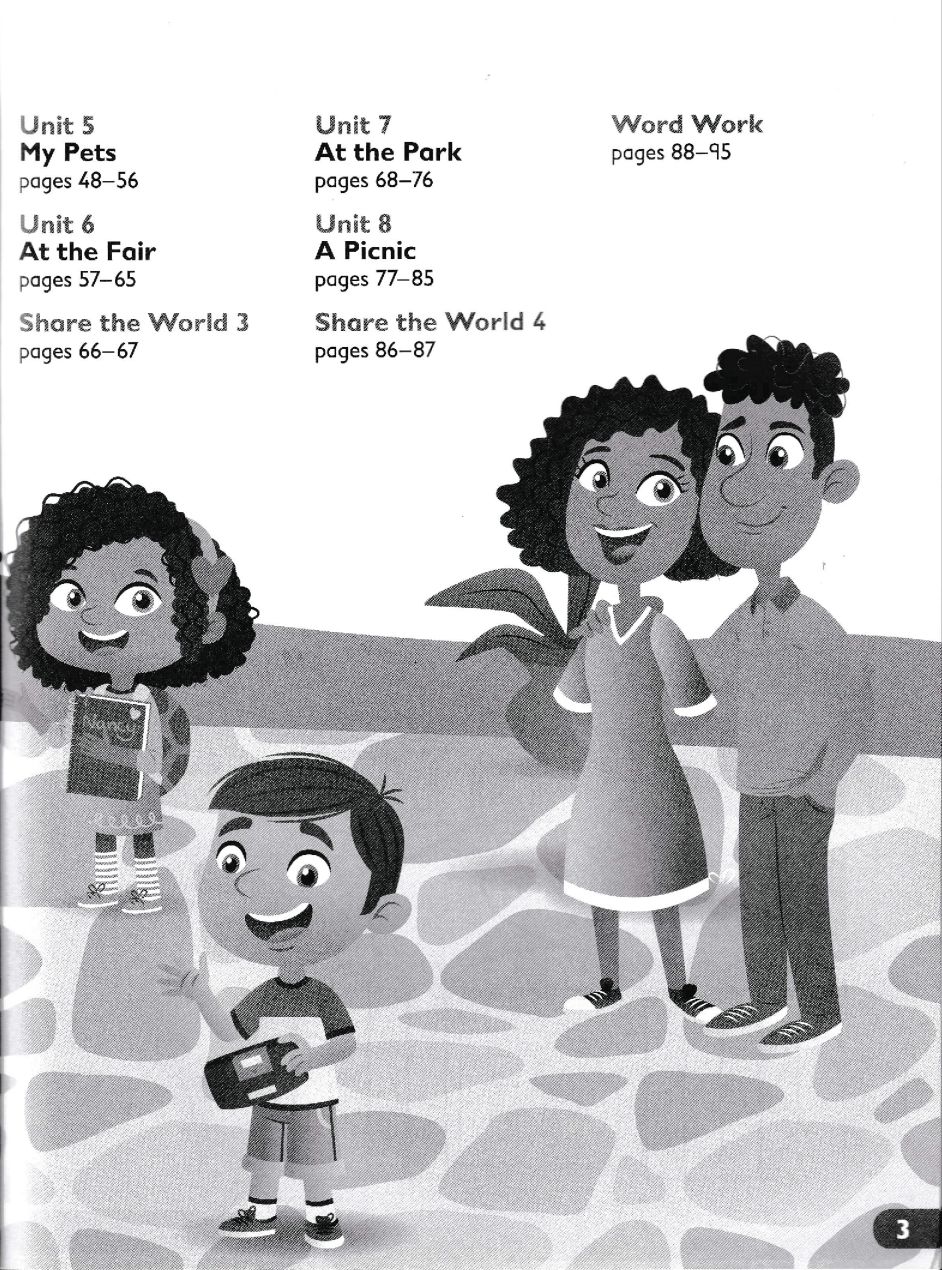 Unit 5
My Pets
pages 48–56
Unit 6
At the Fair
pages 57–65
Share the World 3
pages 66–67
Unit 7
At the Park
pages 68–76
Unit 8
A Picnic
pages 77–85
Share the World 4
pages 86–87
Word Work
pages 88–95
Nancy
3